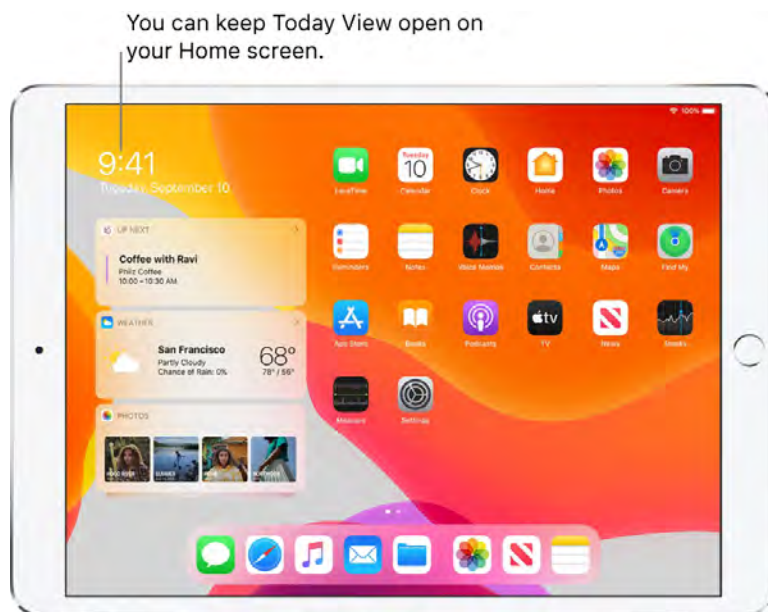 You can keep Today View open on
your Home screen.
100%
9:41
Tuesday, September 10
FaceTime
Tuesday
10
Calendar
Clock
Home
Photos
Camera
UP NEXT
Coffee with Ravi
Philz Coffee
10:00 – 10:30 AM
Reminders
Notes
Voice Memos
Contacts
Maps
Find My
WEATHER
San Francisco
Partly Cloudy
Chance of Rain: 0%
68°
78° / 56°
tv
App Store
Books
Podcasts
TV
News
Stocks
PHOTOS
SUMMER
Measure
Settings